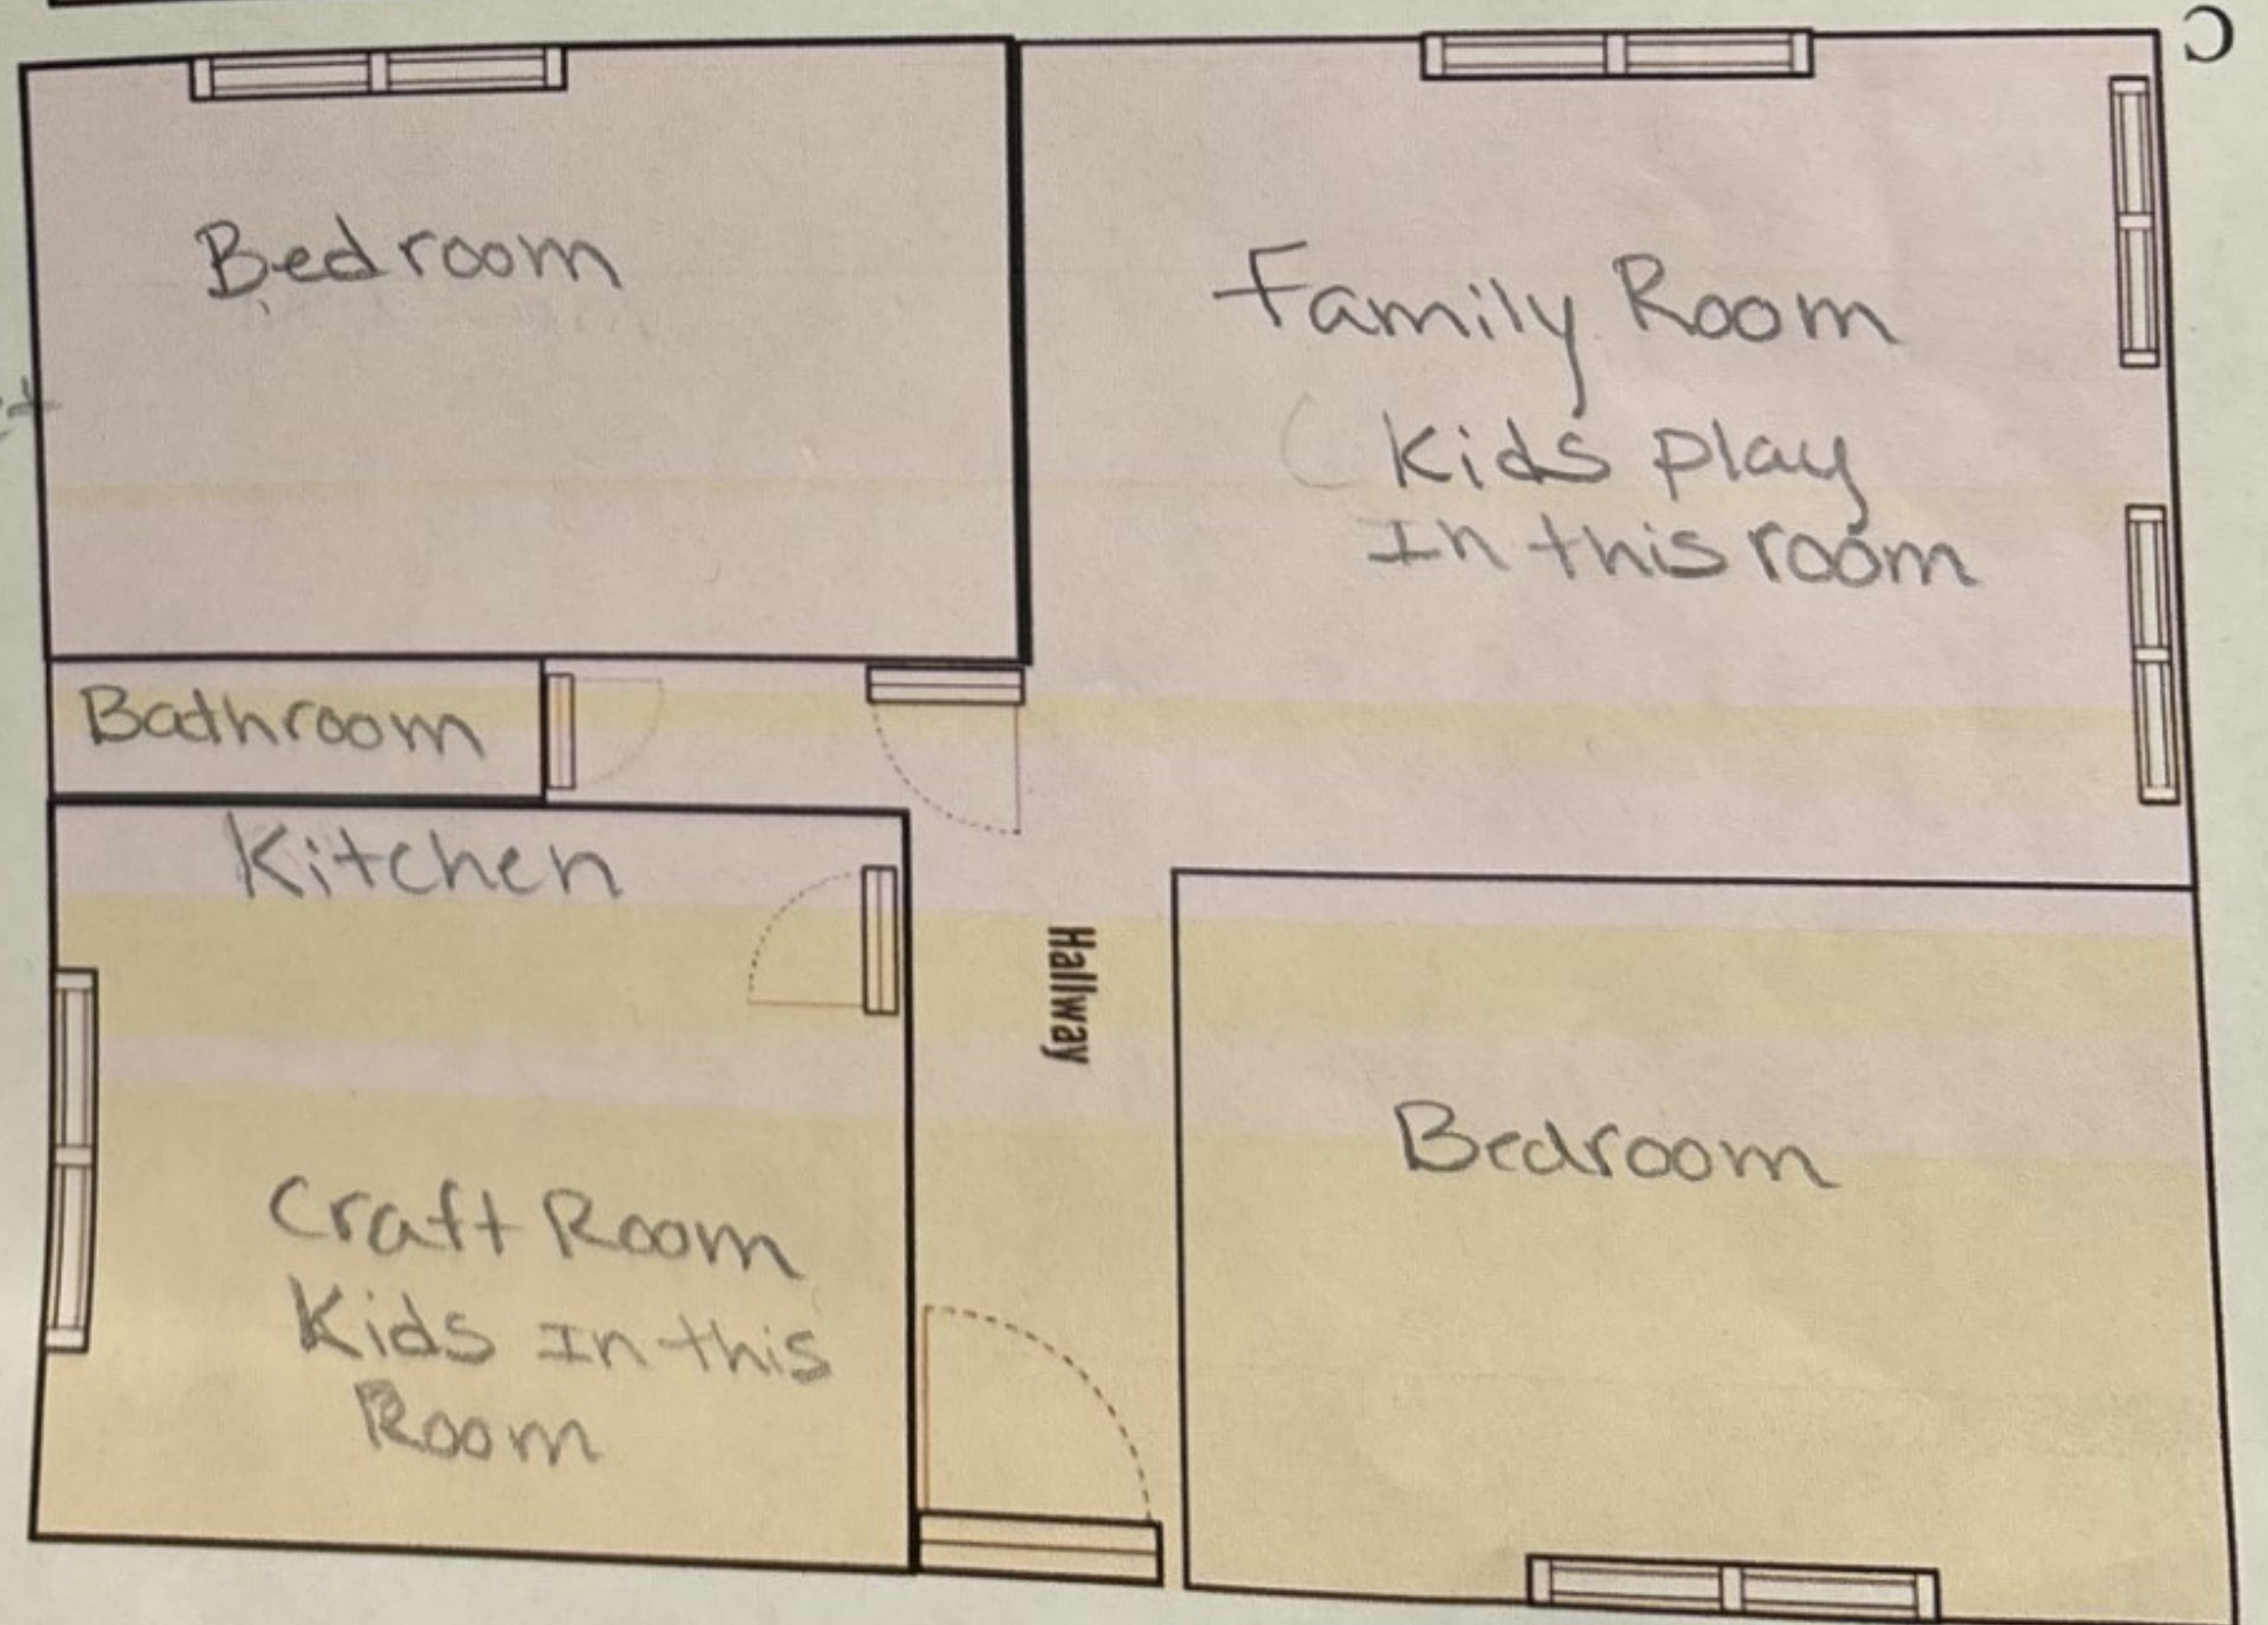 C
Bedroom
Family Room
Kids play
In this room
Bathroom
Kitchen
Hallway
Craft Room
Kids In this
Room
Bedroom